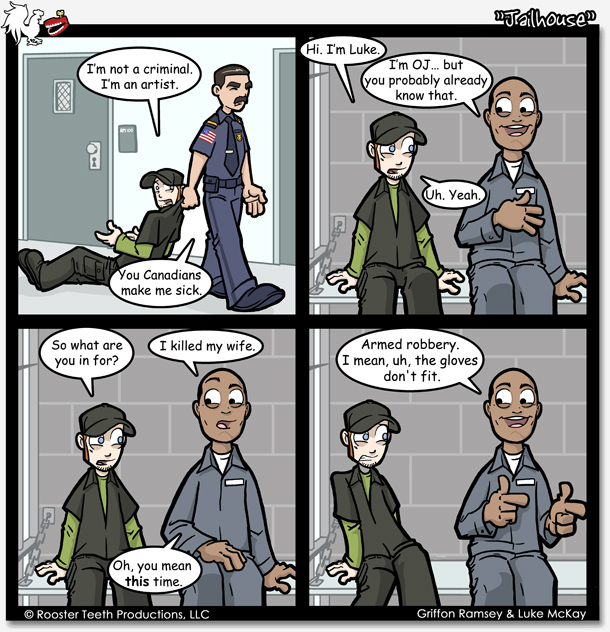 "Jailhouse"
I'm not a criminal.
I'm an artist.
You Canadians
make me sick.
Hi. I'm Luke.
I'm OJ... but
you probably already
know that.
Uh. Yeah.
So what are
you in for?
I killed my wife.
Oh, you mean
this time.
Armed robbery.
I mean, uh, the gloves
don't fit.
© Rooster Teeth Productions, LLC
Griffon Ramsey & Luke McKay